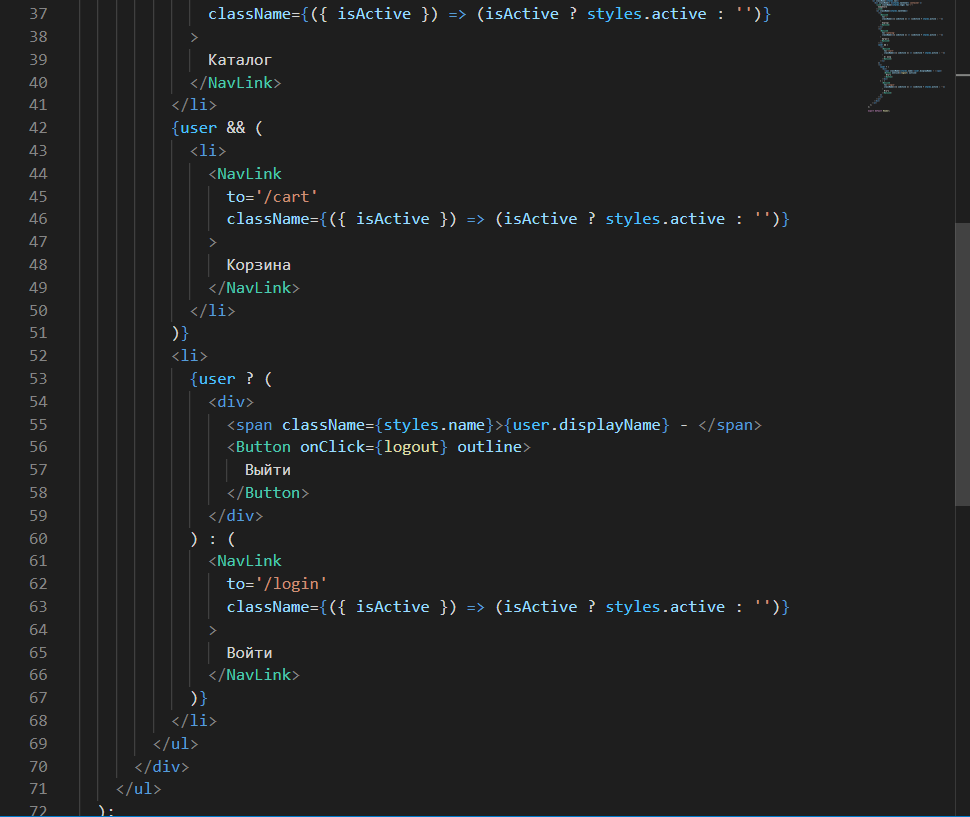 37 className={({ isActive }) => (isActive ? styles.active : '')}
38 >
39 Каталог
40 </NavLink>
41 </li>
42 {user && (
43 <li>
44 <NavLink
45 to='/cart'
46 className={({ isActive }) => (isActive ? styles.active : '')}
47 >
48 Корзина
49 </NavLink>
50 </li>
51 )}
52 <li>
53 {user ? (
54 <div>
55 <span className={styles.name}>{user.displayName} - </span>
56 <Button onClick={logout} outline>
57 Выйти
58 </Button>
59 </div>
60 ) : (
61 <NavLink
62 to='/login'
63 className={({ isActive }) => (isActive ? styles.active : '')}
64 >
65 Войти
66 </NavLink>
67 )}
68 </li>
69 </ul>
70 </div>
71 </ul>
72 );